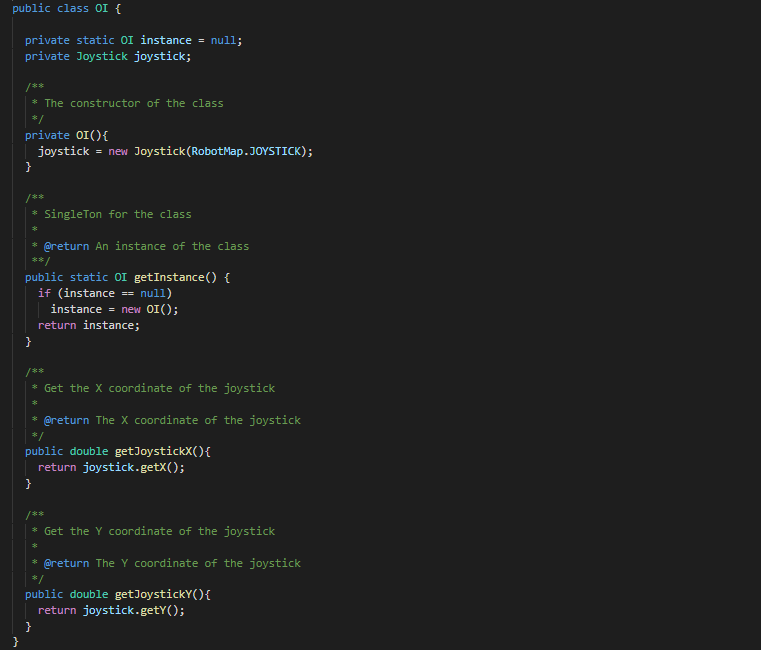 public class OI {
private static OI instance = null;
private Joystick joystick;
/**
* The constructor of the class
*/
private OI(){
joystick = new Joystick(RobotMap.JOYSTICK);
}
/**
* SingleTon for the class
*
* @return An instance of the class
**/
public static OI getInstance() {
if (instance == null)
instance = new OI();
return instance;
}
/**
* Get the X coordinate of the joystick
*
* @return The X coordinate of the joystick
*/
public double getJoystickX(){
return joystick.getX();
}
/**
* Get the Y coordinate of the joystick
*
* @return The Y coordinate of the joystick
*/
public double getJoystickY(){
return joystick.getY();
}
}